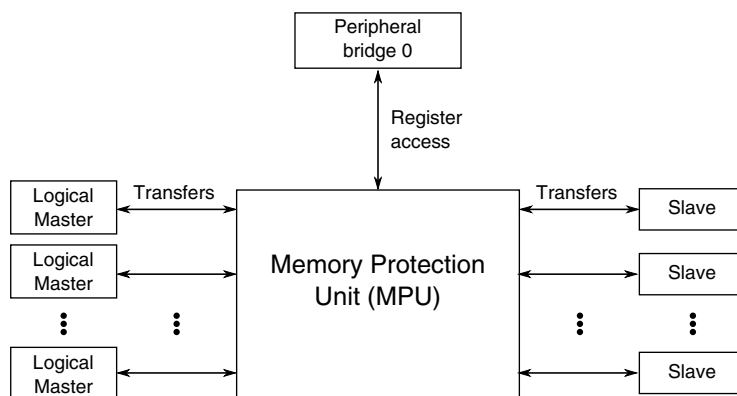 Peripheral
bridge 0
Register
access
Logical
Master
Transfers
Memory Protection
Unit (MPU)
Transfers
Slave
Logical
Master
Slave
Logical
Master
Slave